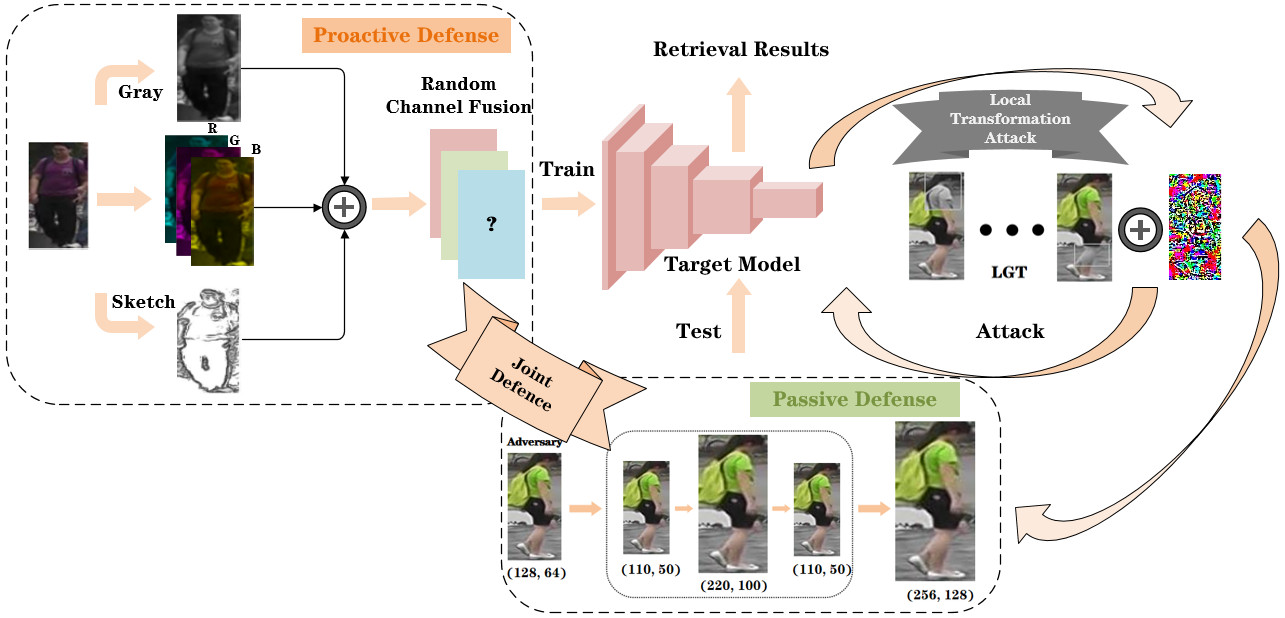 Proactive Defense
Gray
R
G
B
Sketch
Random
Channel Fusion
?
Train
Retrieval Results
Target Model
Test
Local
Transformation
Attack
LGT
Attack
Joint
Defence
Passive Defense
Adversary
(128, 64)
(110, 50)
(220, 100)
(110, 50)
(256, 128)